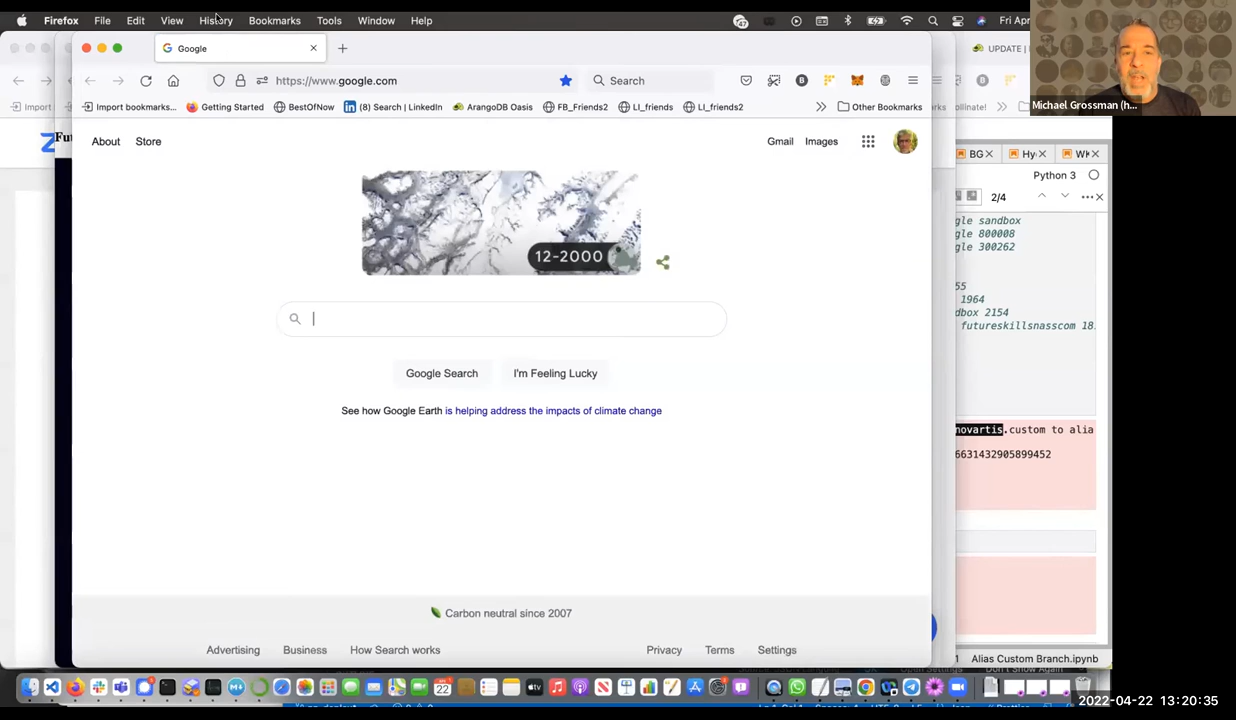 Firefox File Edit View History Bookmarks Tools Window Help
Fri Apr
Google
UPDATE |
https://www.google.com
Search
Import
Import bookmarks...
Getting Started
BestOfNow
(8) Search | LinkedIn
ArangoDB Oasis
FB_Friends2
LI_friends
LI_friends2
Other Bookmarks
Michael Grossman (h...
About Store
Gmail Images
BG
Hy
Python 3
2/4
12-2000
gle sandbox
gle 800008
gle 300262
55
1964
dbox 2154
futureskillsnasscom 18
Google Search
I'm Feeling Lucky
See how Google Earth is helping address the impacts of climate change
novartis.custom to alia
6631432905899452
Carbon neutral since 2007
Advertising Business How Search works
Privacy Terms Settings
Alias Custom Branch.ipynb
2022-04-22 13:20:35